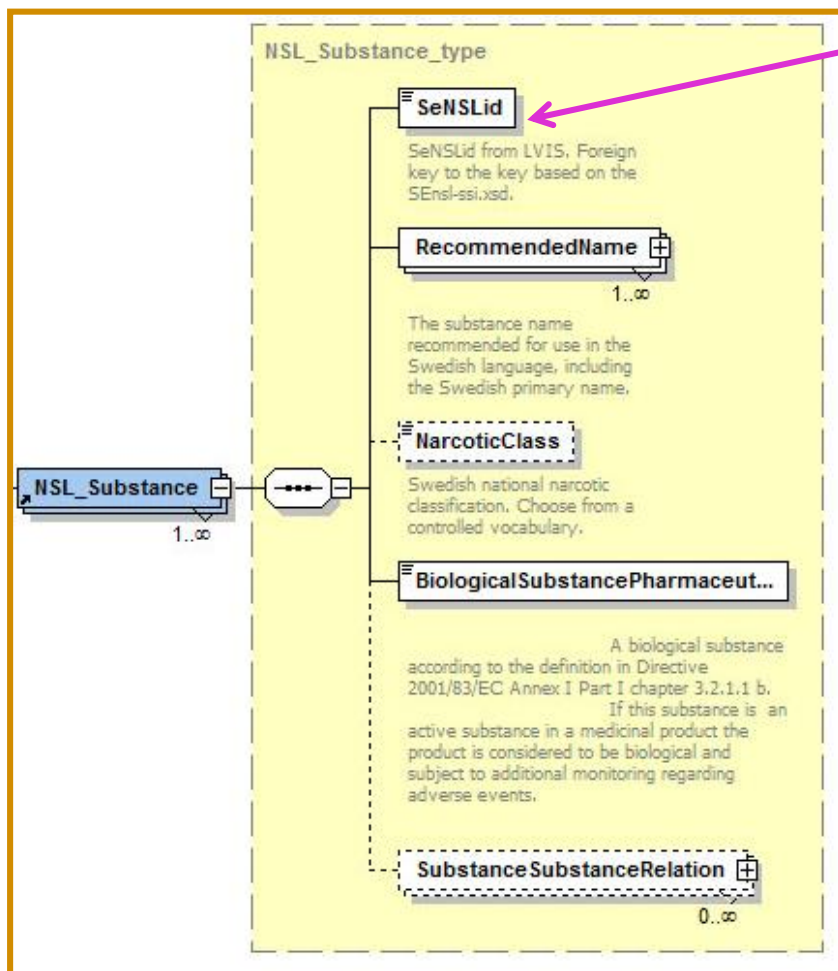 NSL_Substance_type
SeNSLid
SeNSLid from LVIS. Foreign
key to the key based on the
SEnsl-ssi.xsd.
RecommendedName
1..∞
The substance name
recommended for use in the
Swedish language, including
the Swedish primary name.
NarcoticClass
Swedish national narcotic
classification. Choose from a
controlled vocabulary.
NSL_Substance
1..∞
BiologicalSubstancePharmaceut...
A biological substance
according to the definition in Directive
2001/83/EC Annex I Part I chapter 3.2.1.1 b.
If this substance is an
active substance in a medicinal product the
product is considered to be biological and
subject to additional monitoring regarding
adverse events.
SubstanceSubstanceRelation
0..∞